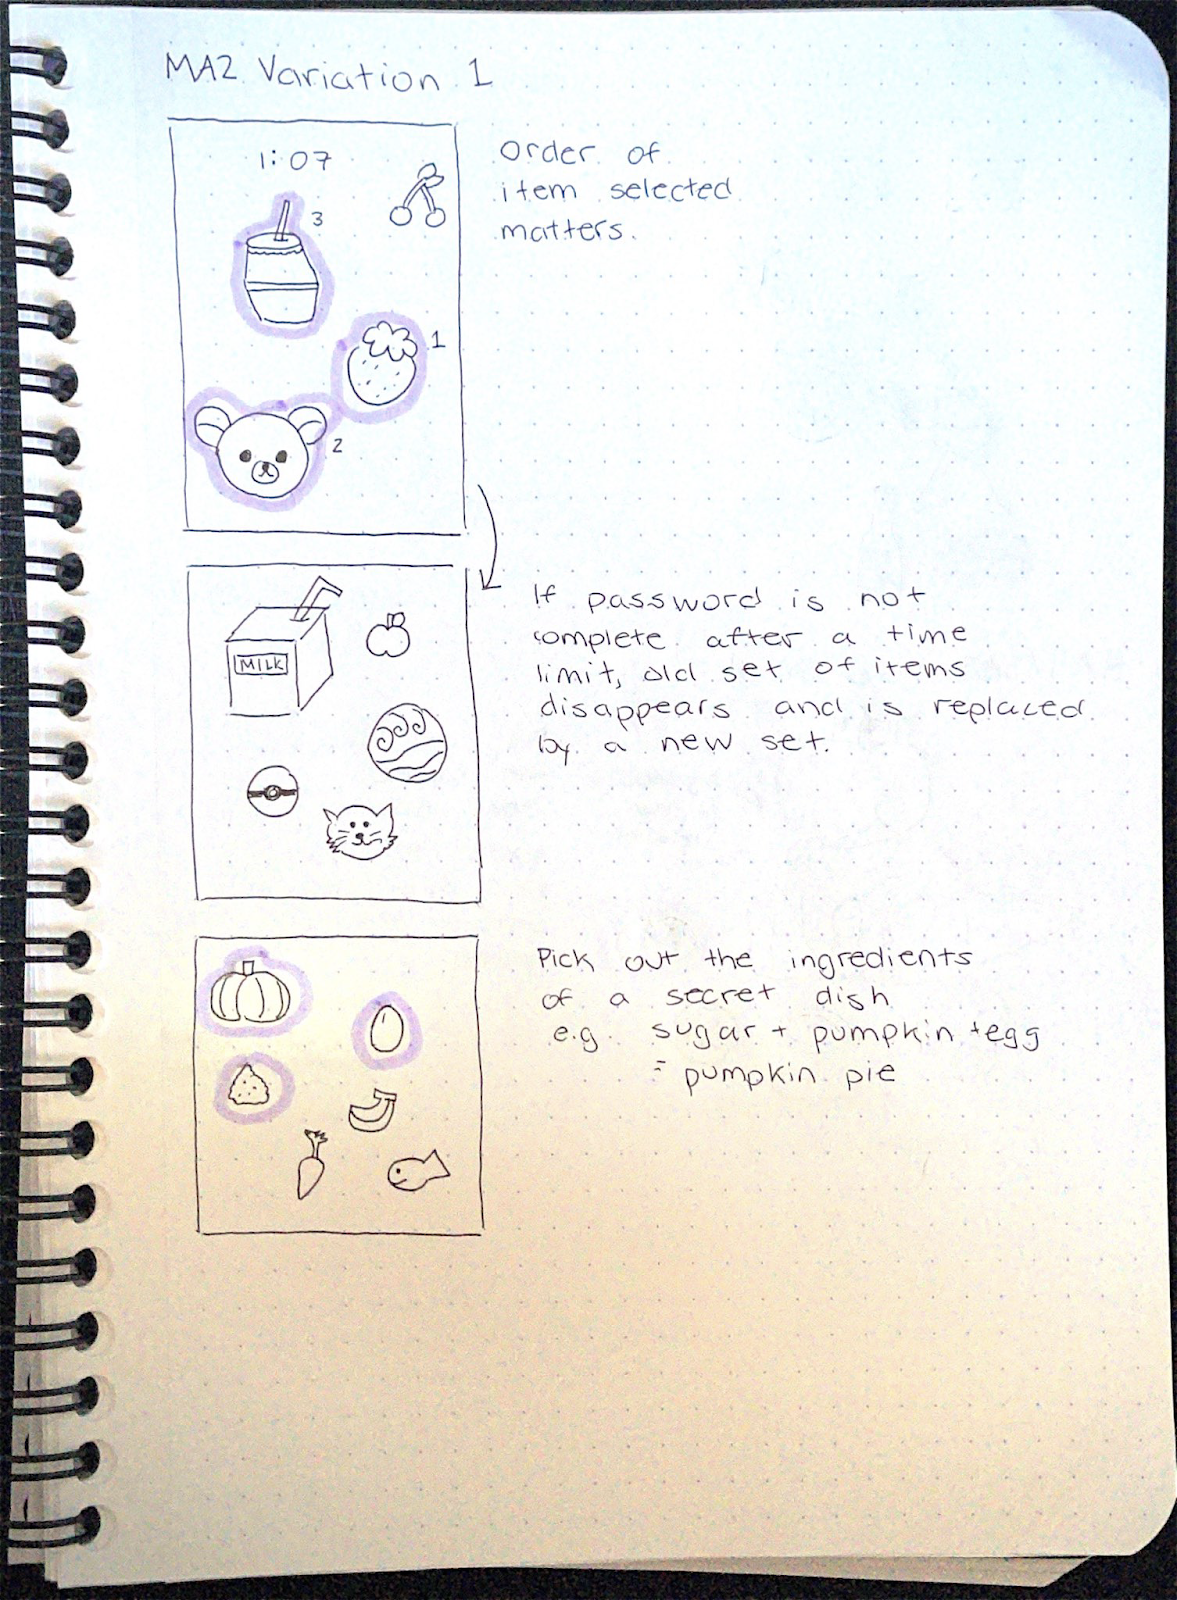 MA2 Variation 1
1:07
3
1
2
Order of
item selected
matters.
MILK
If password is not
complete after a time
limit, old set of items
disappears and is replaced
by a new set.
Pick out the ingredients
of a secret dish
e.g. sugar + pumpkin + egg
= pumpkin pie